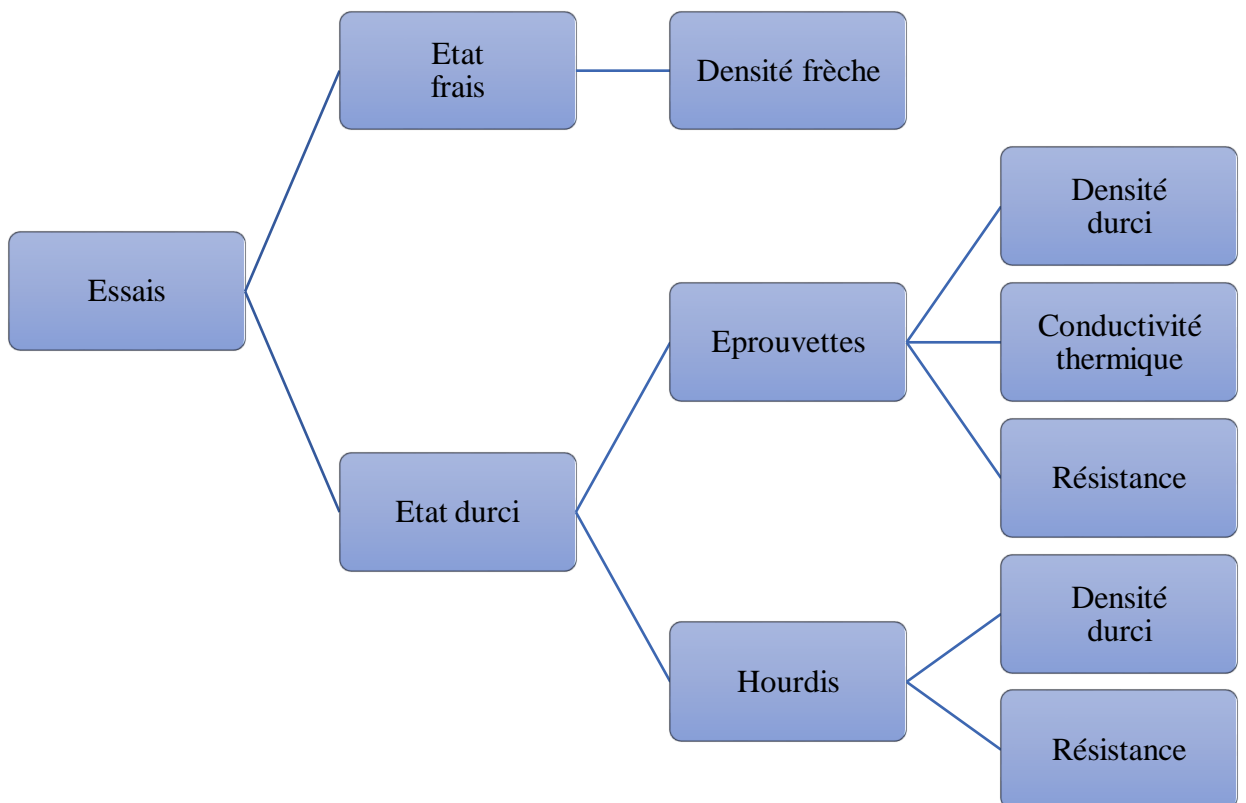 Etat
frais
Densité frèche
Essais
Etat durci
Eprouvettes
Densité
durci
Conductivité
thermique
Résistance
Hourdis
Densité
durci
Résistance